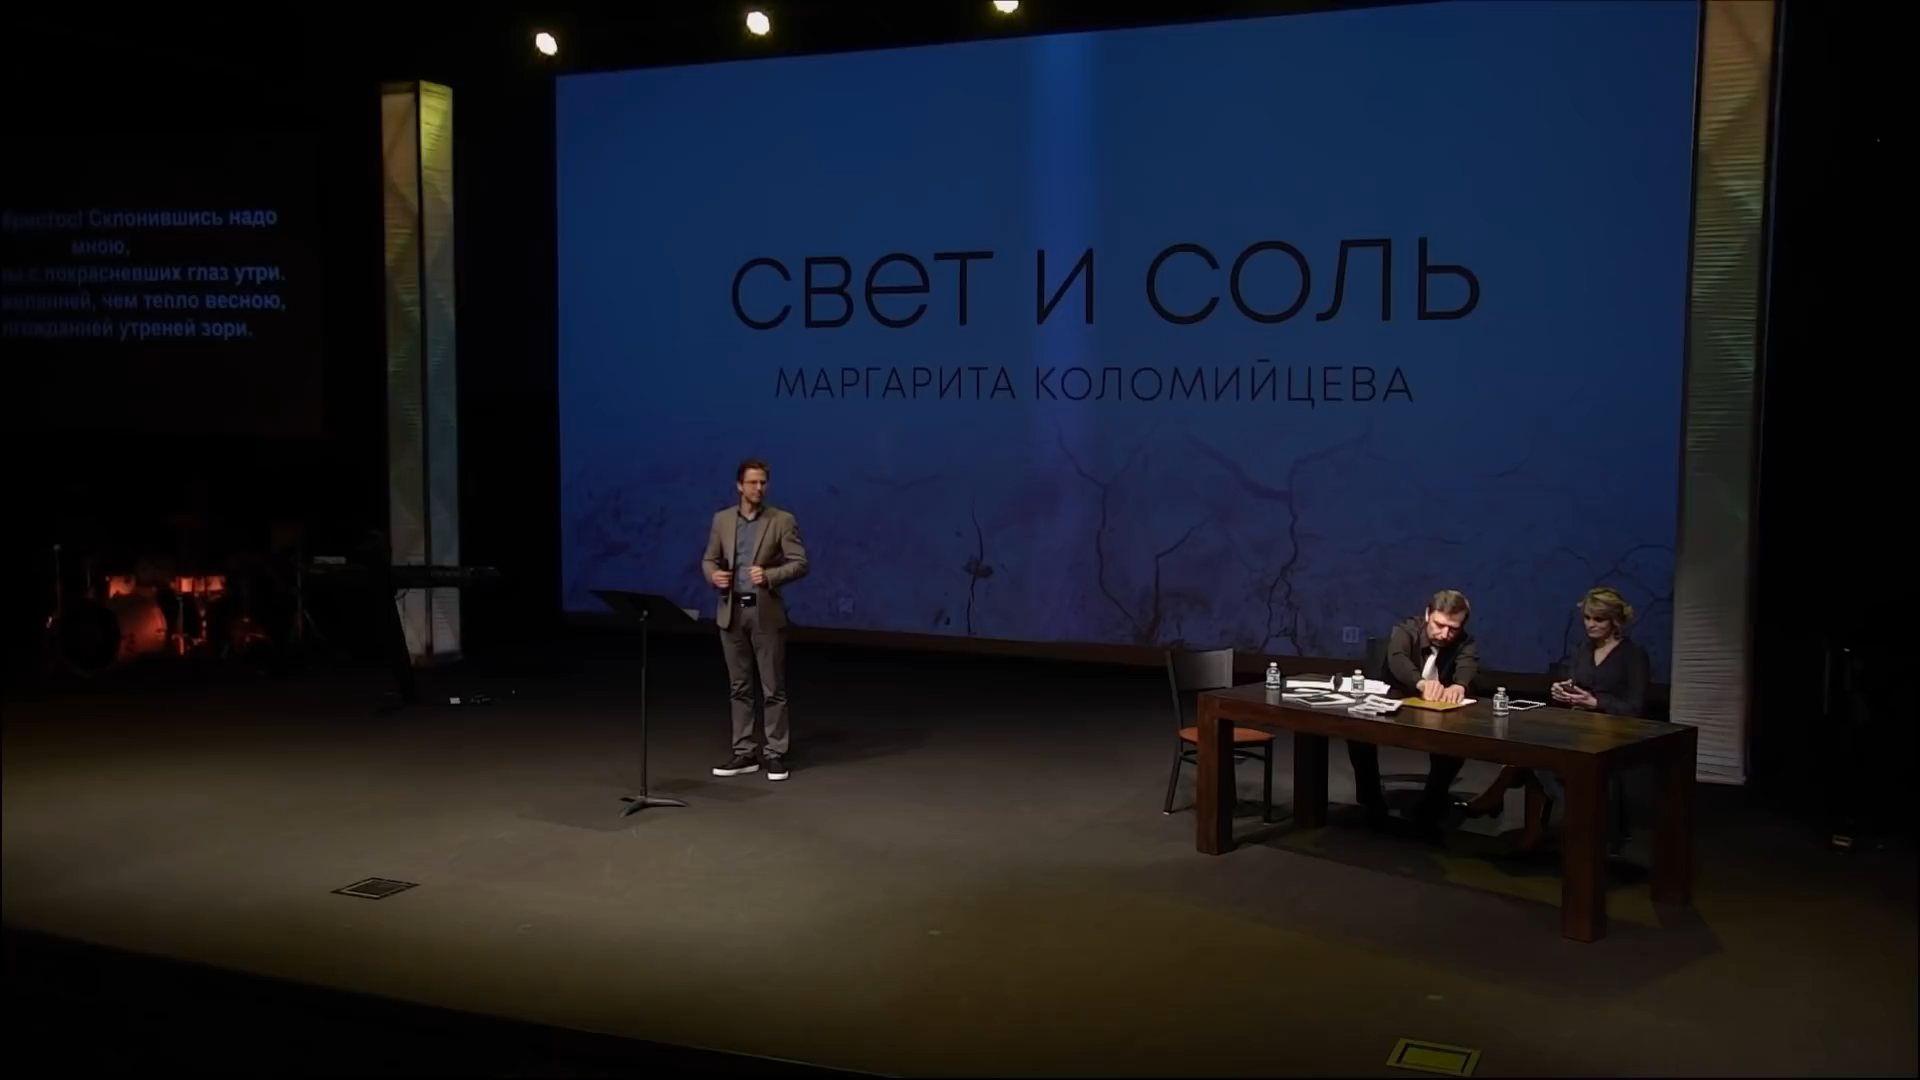 Христос! Склонившись надо
мною,
с покрасневших глаз утри.
чем тепло весною,
утреней зори.
свет и соль
МАРГАРИТА КОЛОМИЙЦЕВА